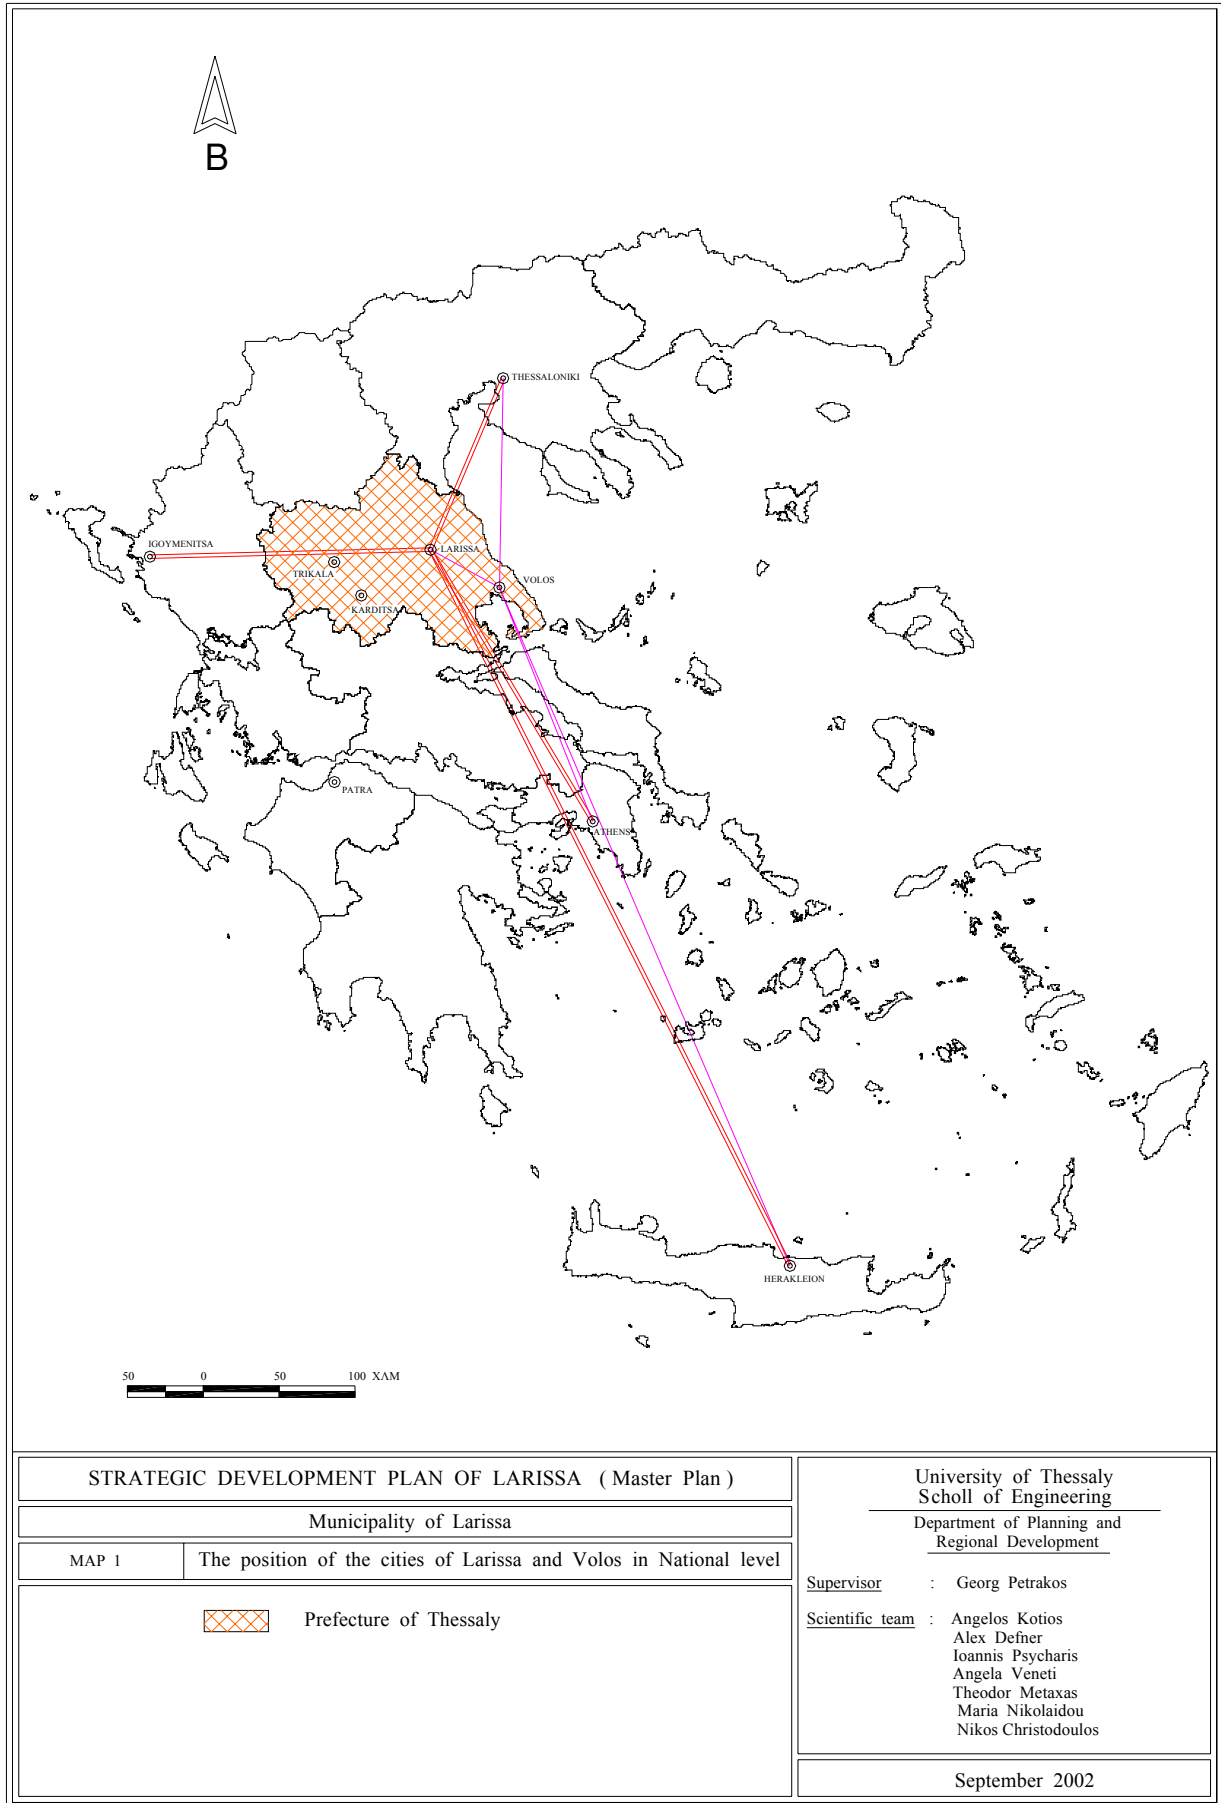 B
THESSALONIKI
IGOYMENITSA
LARISSA
TRIKALA
VOLOS
KARDITSA
PATRA
ATHENS
HERAKLEION
50 0 50 100 ΧΛΜ
STRATEGIC DEVELOPMENT PLAN OF LARISSA ( Master Plan )
Municipality of Larissa
MAP 1 The position of the cities of Larissa and Volos in National level
Prefecture of Thessaly
University of Thessaly
Scholl of Engineering
Department of Planning and
Regional Development
Supervisor : Georg Petrakos
Scientific team : Angelos Kotios
Alex Defner
Ioannis Psycharis
Angela Veneti
Theodor Metaxas
Maria Nikolaidou
Nikos Christodoulos
September 2002